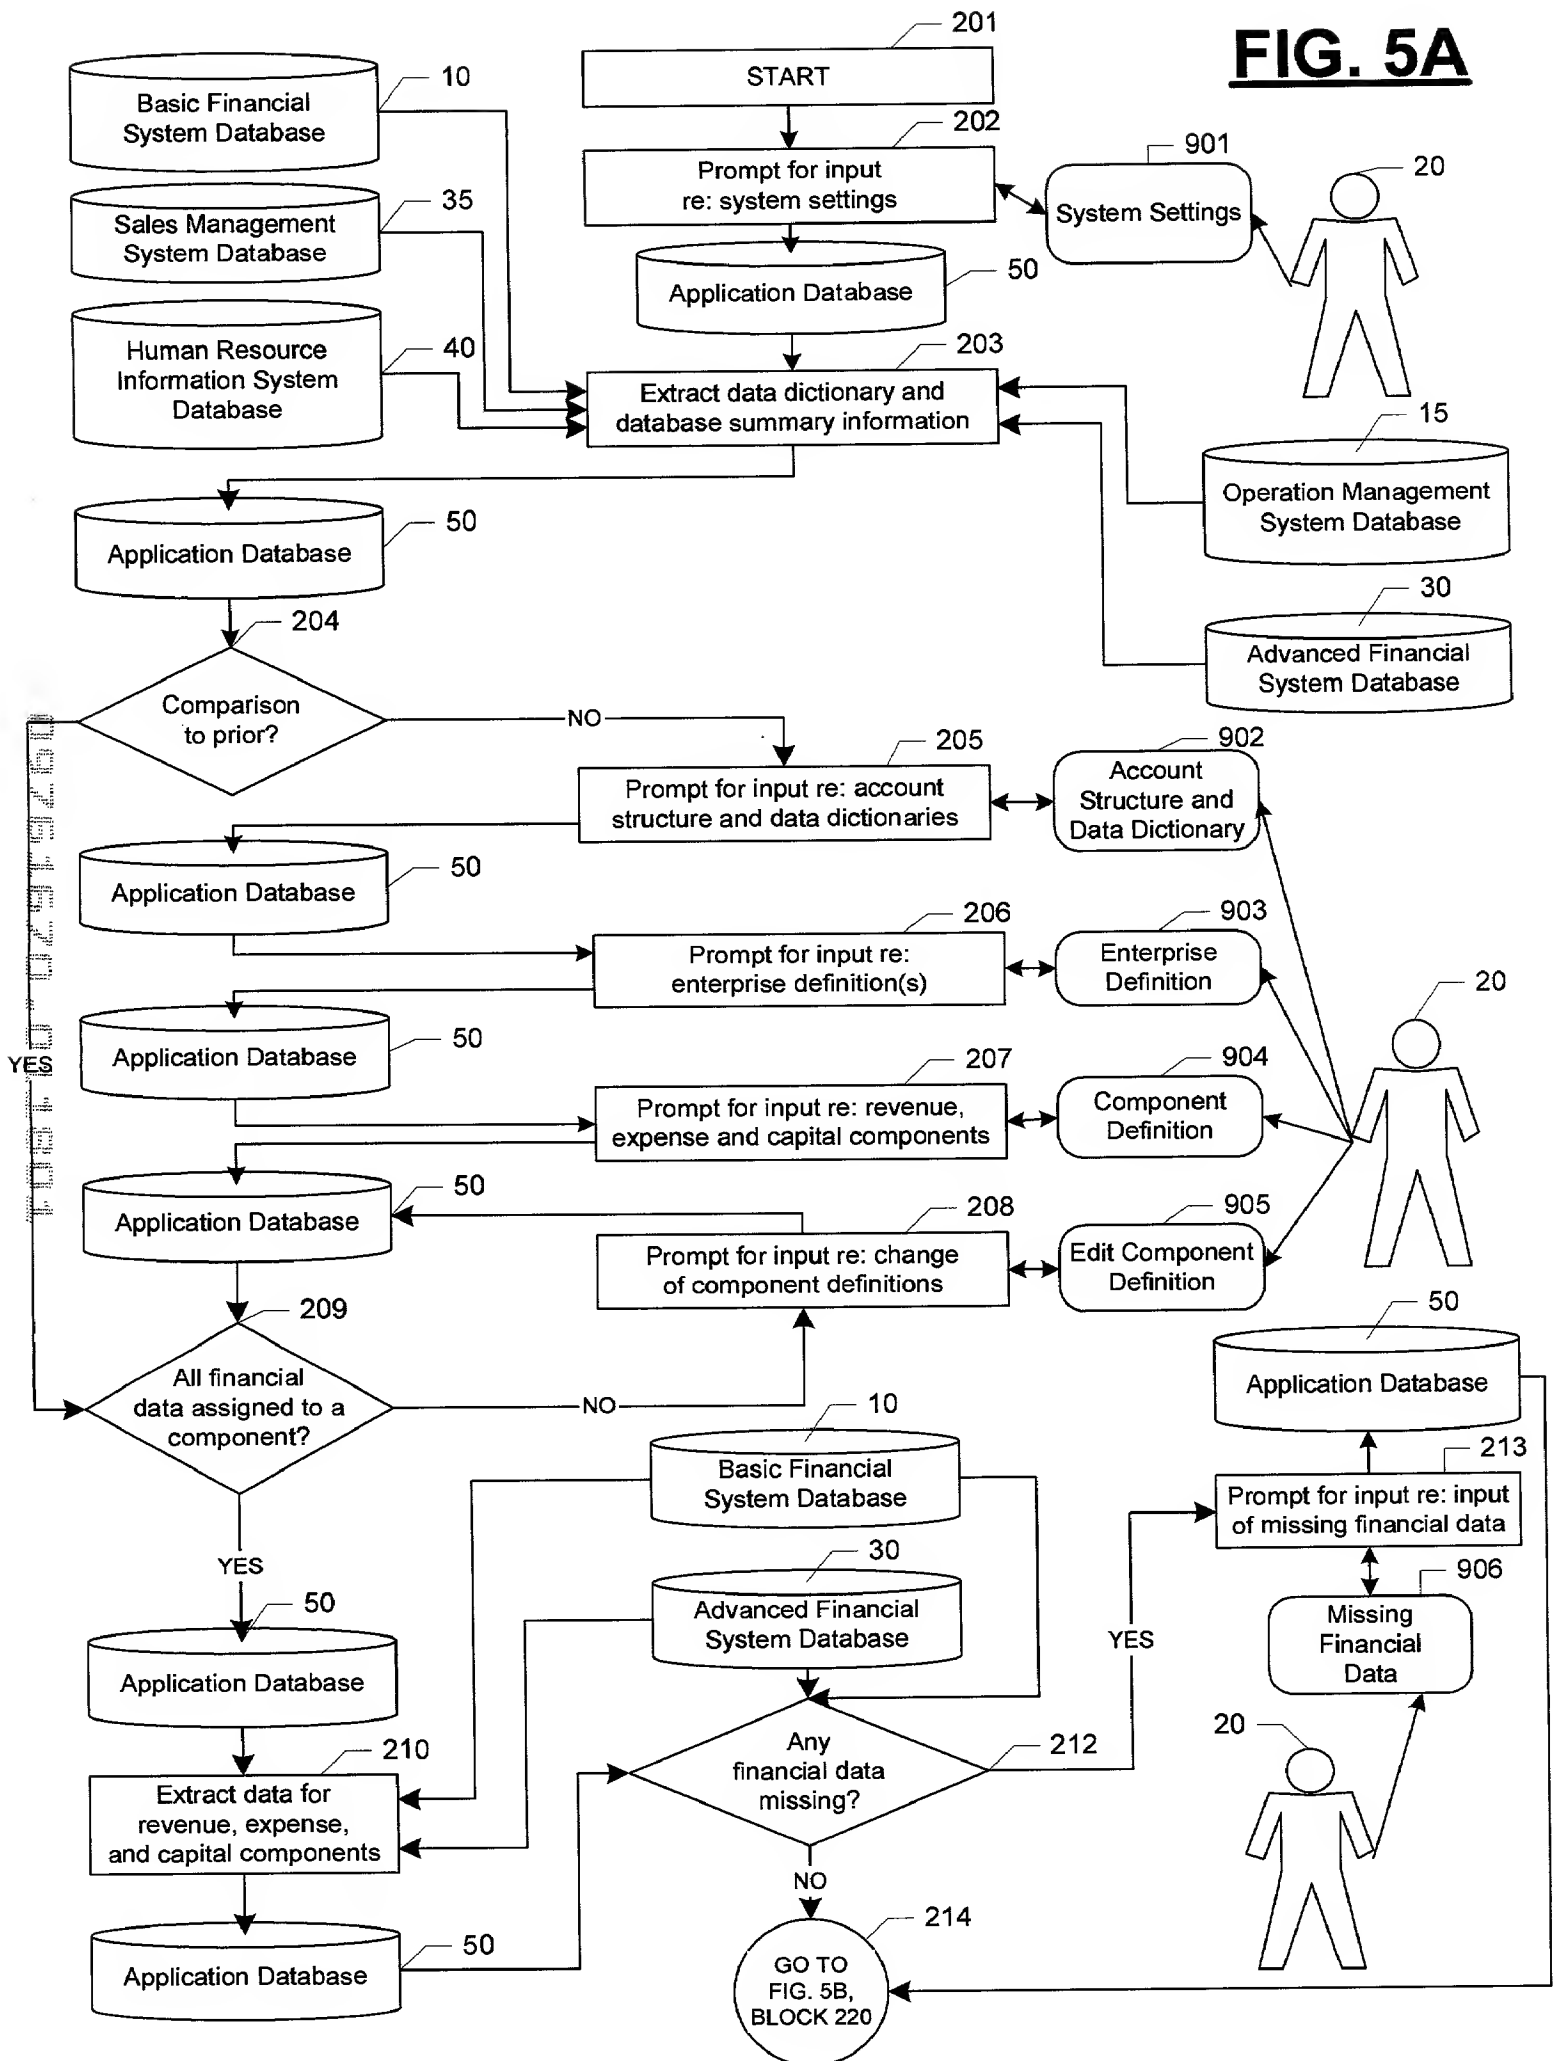 FIG. 5A
201
START
10
Basic Financial
System Database
202
Prompt for input
re: system settings
901
System Settings
20
35
Sales Management
System Database
50
Application Database
40
Human Resource
Information System
Database
203
Extract data dictionary and
database summary information
15
Operation Management
System Database
50
Application Database
30
Advanced Financial
System Database
204
Comparison
to prior?
NO
YES
205
Prompt for input re: account
structure and data dictionaries
902
Account
Structure and
Data Dictionary
50
Application Database
206
Prompt for input re:
enterprise definition(s)
903
Enterprise
Definition
20
50
Application Database
207
Prompt for input re: revenue,
expense and capital components
904
Component
Definition
50
Application Database
208
Prompt for input re: change
of component definitions
905
Edit Component
Definition
209
All financial
data assigned to a
component?
NO
YES
50
Application Database
10
Basic Financial
System Database
213
Prompt for input re: input
of missing financial data
30
Advanced Financial
System Database
906
Missing
Financial
Data
20
50
Application Database
210
Extract data for
revenue, expense,
and capital components
212
Any
financial data
missing?
YES
NO
50
Application Database
214
GO TO
FIG. 5B,
BLOCK 220